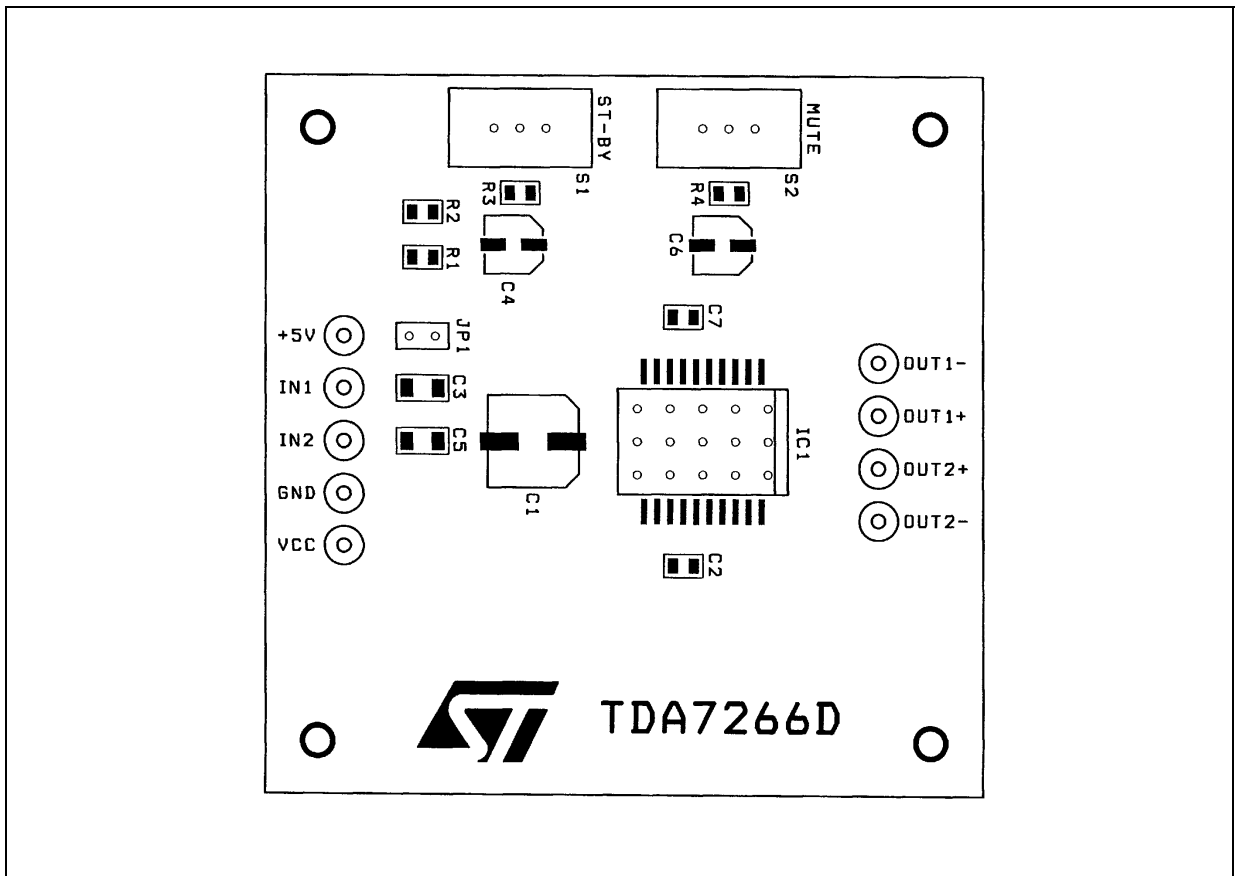 ST-BY
MUTE
S1
S2
R3
R4
R2
R1
C4
C6
C7
+5V
JP1
IN1
C3
IN2
C5
GND
VCC
C1
IC1
OUT1-
OUT1+
OUT2+
OUT2-
C2
ST TDA7266D